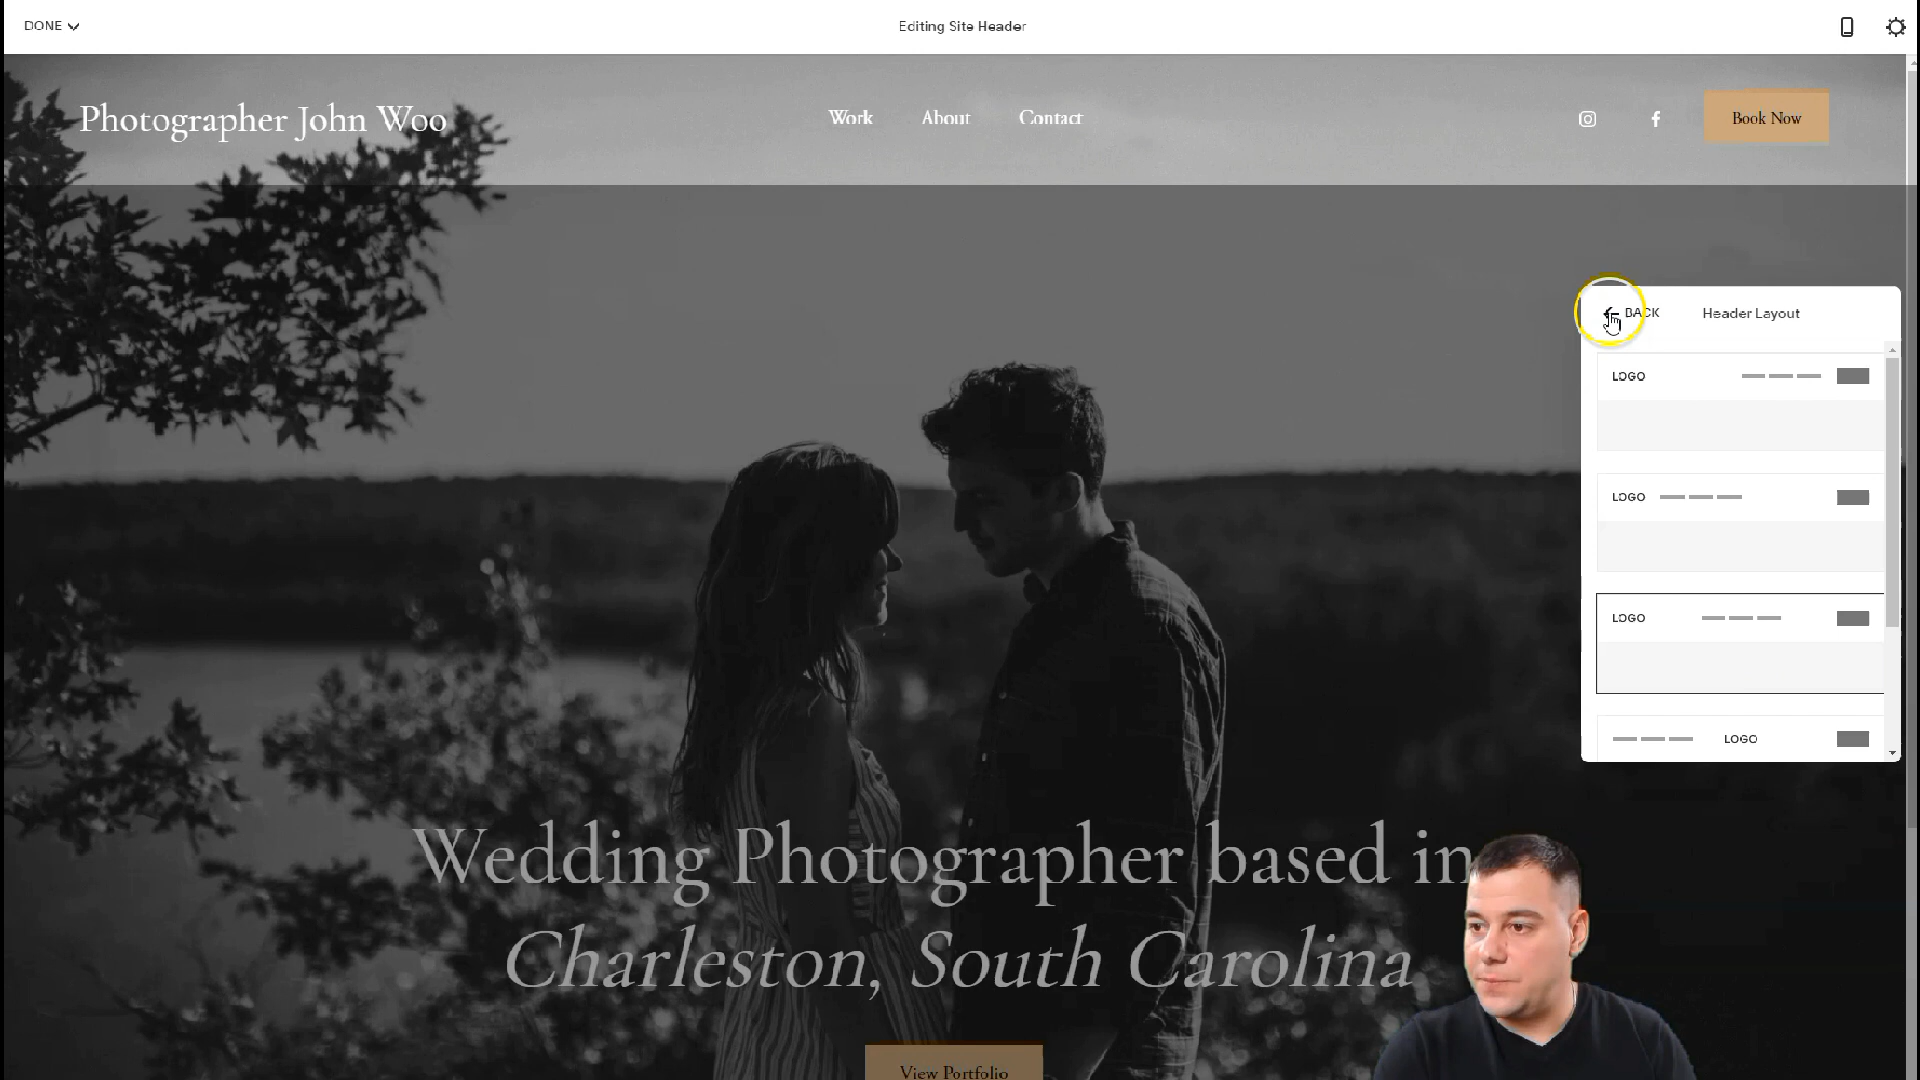 DONE
Editing Site Header
Photographer John Woo
Work About Contact
Book Now
BACK
Header Layout
LOGO
LOGO
LOGO
LOGO
Wedding Photographer based in
Charleston, South Carolina
View Portfolio